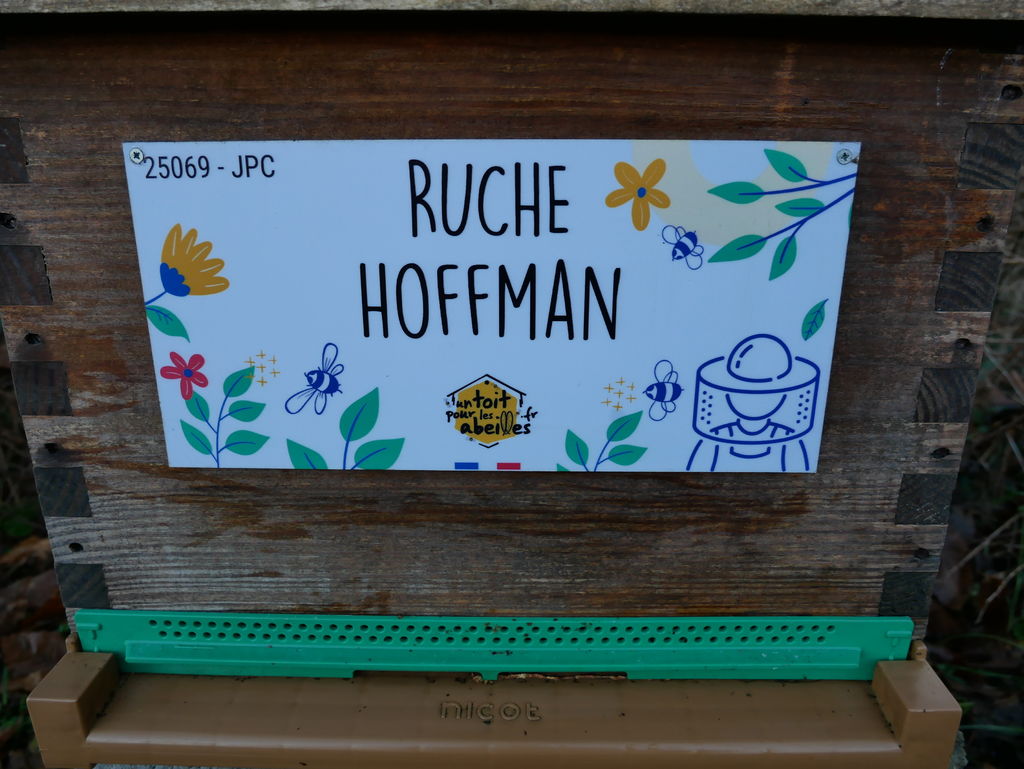 25069 - JPC
RUCHE
HOFFMAN
un toit
pour les .fr
abeilles
nicot